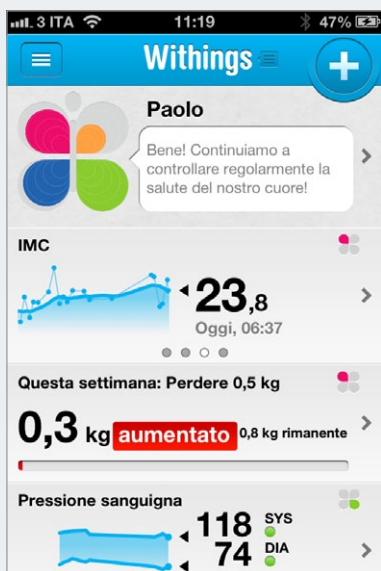 3 ITA 11:19 47%
Withings
Paolo
Bene! Continuiamo a
controllare regolarmente la
salute del nostro cuore!
IMC
23,8
Oggi, 06:37
Questa settimana: Perdere 0,5 kg
0,3 kg aumentato 0,8 kg rimanente
Pressione sanguigna
118 SYS
74 DIA